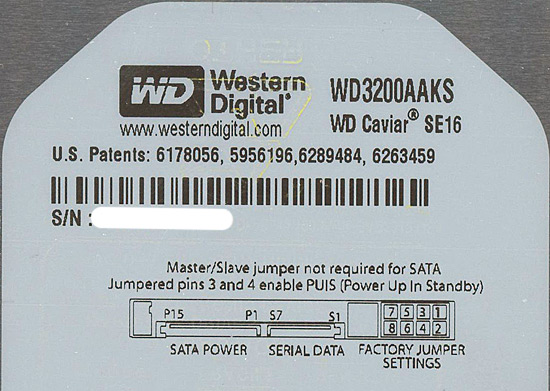 WD Western Digital® WD3200AAKS
www.westerndigital.com WD Caviar® SE16
U.S. Patents: 6178056, 5956196,6289484, 6263459
S/N :
Master/Slave jumper not required for SATA
Jumpered pins 3 and 4 enable PUIS (Power Up In Standby)
P15 P1 S7 S1 7 5 3 1
8 6 4 2
SATA POWER SERIAL DATA FACTORY JUMPER
SETTINGS